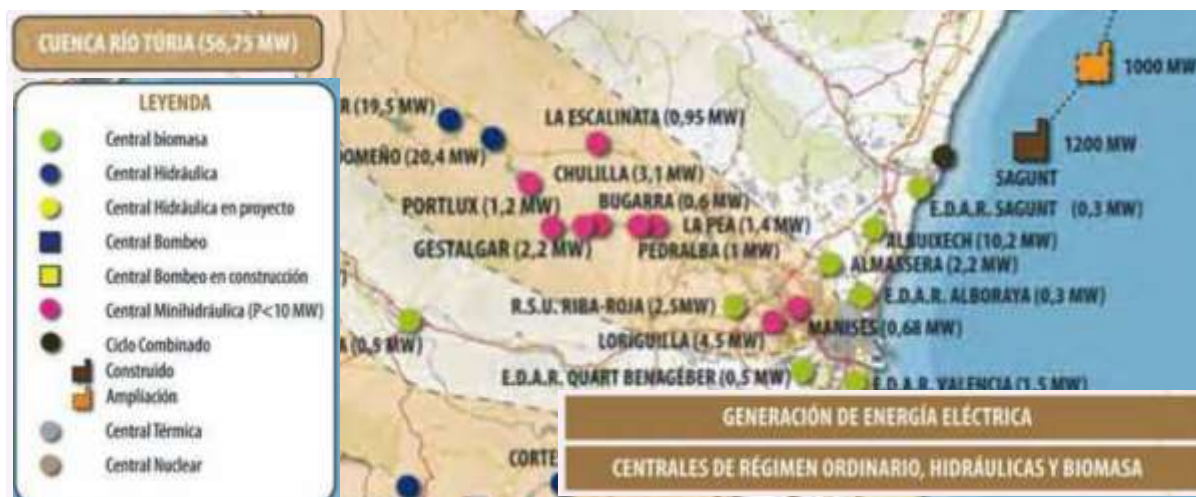 CUENCA RÍO TÚRIA (56,75 MW)
LEYENDA
Central biomasa
Central Hidráulica
Central Hidráulica en proyecto
Central Bombeo
Central Bombeo en construcción
Central Minihidráulica (P<10 MW)
Ciclo Combinado
Construido
Ampliación
Central Térmica
Central Nuclear
1000 MW
R (19,5 MW)
LA ESCALINATA (0,95 MW)
1200 MW
DOMEÑO (20,4 MW)
CHULILLA (3,1 MW)
SAGUNT
PORTLUX (1,2 MW)
BUGARRA (0,6 MW)
E.D.A.R. SAGUNT (0,3 MW)
LA PEA (1,4 MW)
GESTALGAR (2,2 MW)
PEDRALBA (1 MW)
ALBUIXECH (10,2 MW)
ALMASSERA (2,2 MW)
R.S.U. RIBA-ROJA (2,5MW)
E.D.A.R. ALBORAYA (0,3 MW)
MANISES (0,68 MW)
A (0,5 MW)
LORIGUILLA (4,5 MW)
E.D.A.R. QUART BENAGÉBER (0,5 MW)
E.D.A.R. VALENCIA (1,5 MW)
CORTE
GENERACIÓN DE ENERGÍA ELÉCTRICA
CENTRALES DE RÉGIMEN ORDINARIO, HIDRÁULICAS Y BIOMASA